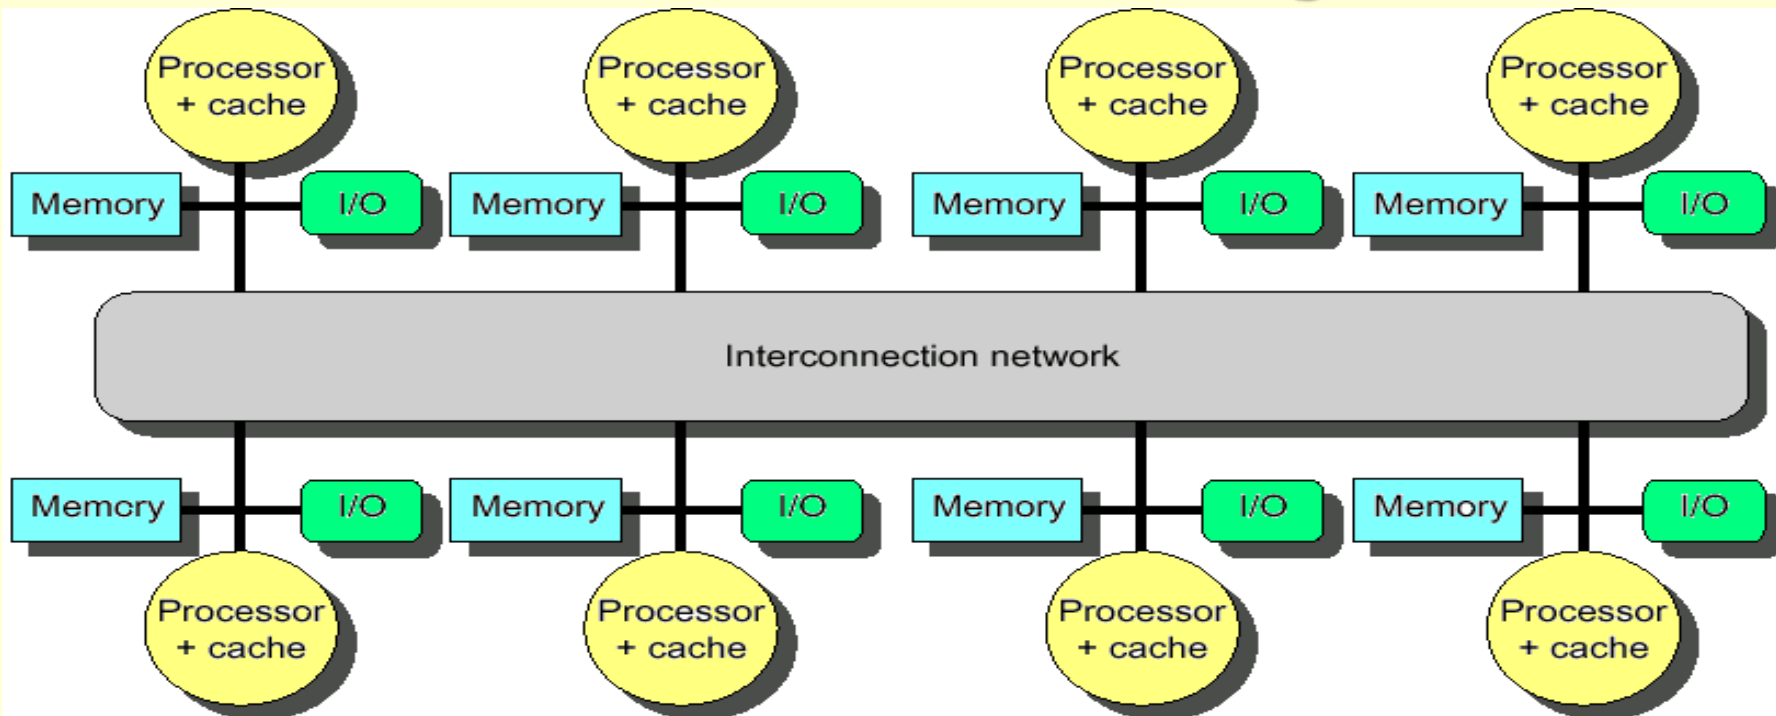 Processor
+ cache
Processor
+ cache
Processor
+ cache
Processor
+ cache
Memory
I/O
Memory
I/O
Memory
I/O
Memory
I/O
Interconnection network
Memory
I/O
Memory
I/O
Memory
I/O
Memory
I/O
Processor
+ cache
Processor
+ cache
Processor
+ cache
Processor
+ cache